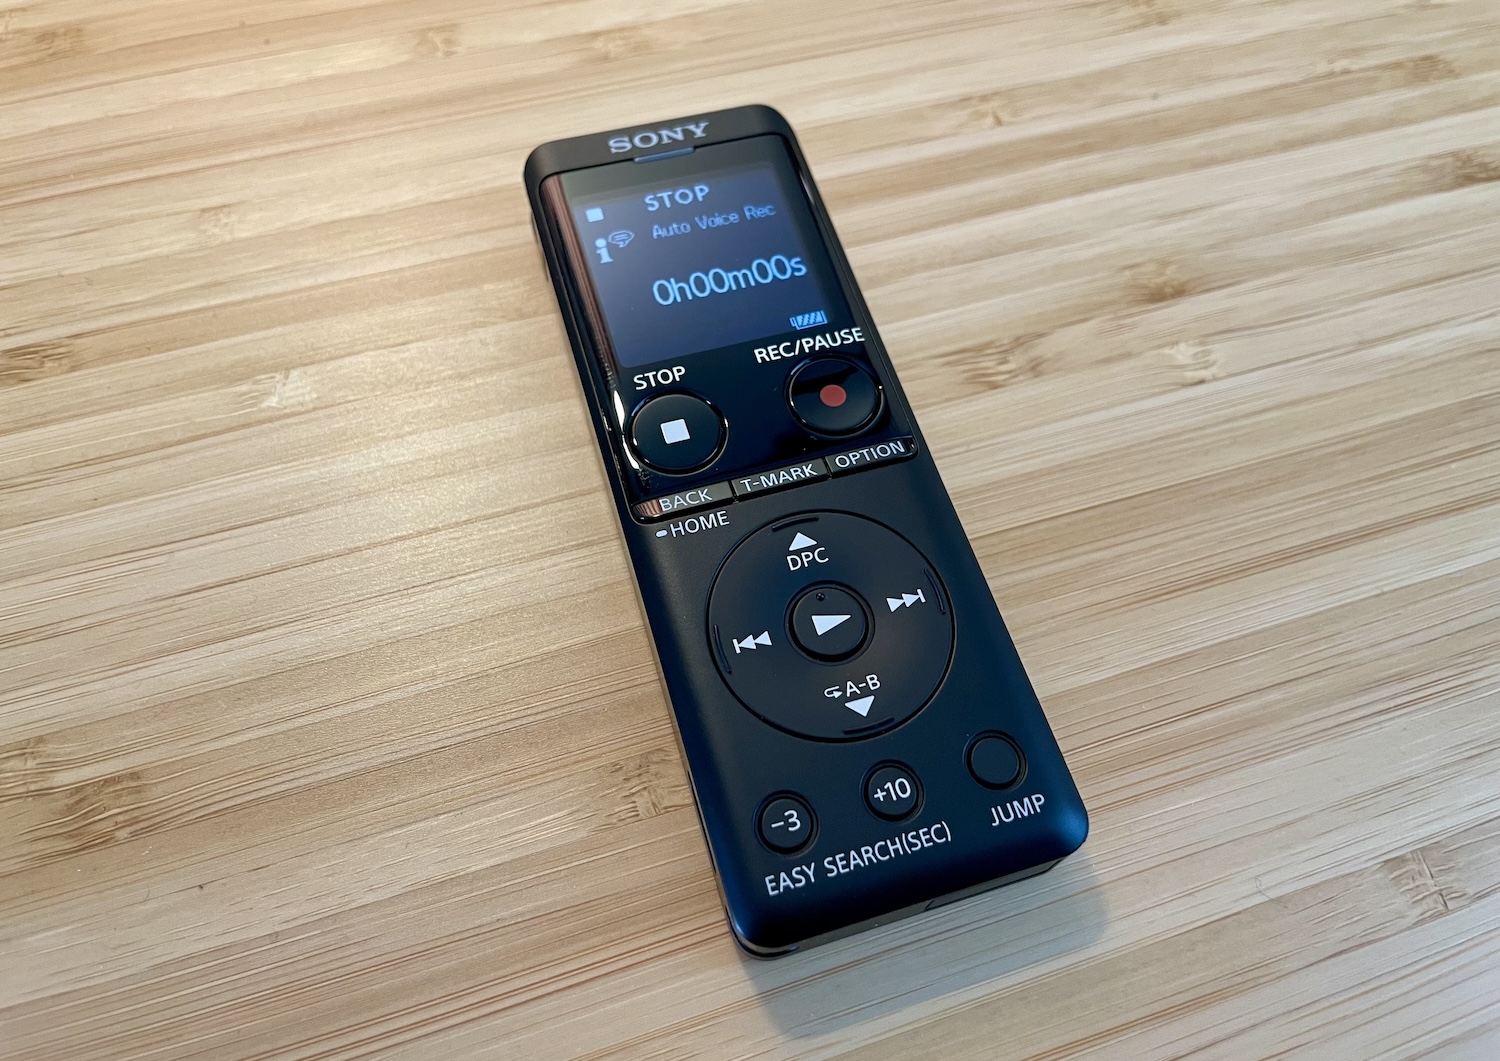 SONY
STOP
Auto Voice Rec
0h00m00s
REC/PAUSE
STOP
BACK
T-MARK
OPTION
HOME
DPC
A-B
-3
+10
EASY SEARCH(SEC)
JUMP